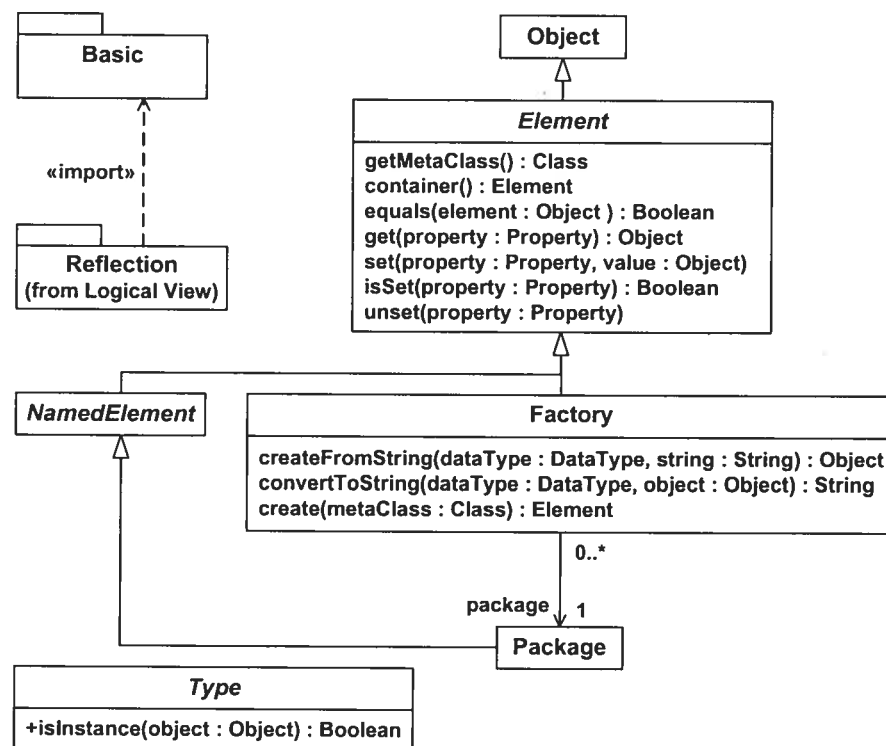 Basic
«import»
Reflection
(from Logical View)
Object
Element
getMetaClass() : Class
container() : Element
equals(element : Object ) : Boolean
get(property : Property) : Object
set(property : Property, value : Object)
isSet(property : Property) : Boolean
unset(property : Property)
NamedElement
Factory
createFromString(dataType : DataType, string : String) : Object
convertToString(dataType : DataType, object : Object) : String
create(metaClass : Class) : Element
0..*
package
1
Package
Type
+isInstance(object : Object) : Boolean